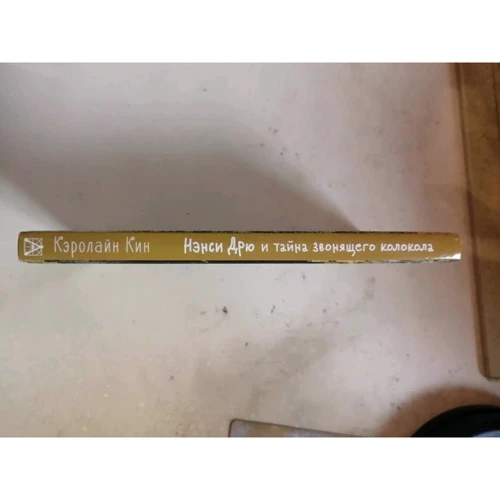 Кэролайн Кин Нэнси Дрю и тайна звонящего колокола